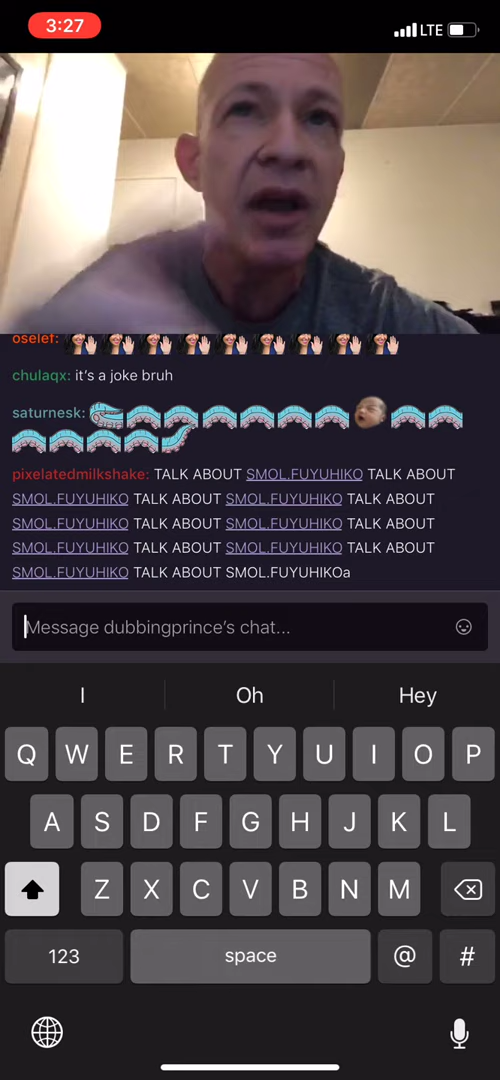 3:27
LTE
oselet:
chulaqx: it's a joke bruh
saturnesk:
pixelatedmilkshake: TALK ABOUT SMOL.FUYUHIKO TALK ABOUT
SMOL.FUYUHIKO TALK ABOUT SMOL.FUYUHIKO TALK ABOUT
SMOL.FUYUHIKO TALK ABOUT SMOL.FUYUHIKO TALK ABOUT
SMOL.FUYUHIKO TALK ABOUT SMOL.FUYUHIKO TALK ABOUT
SMOL.FUYUHIKO TALK ABOUT SMOL.FUYUHIKOa
Message dubbingprince's chat...
I Oh Hey
Q W E R T Y U I O P
A S D F G H J K L
Z X C V B N M
123 space @ #